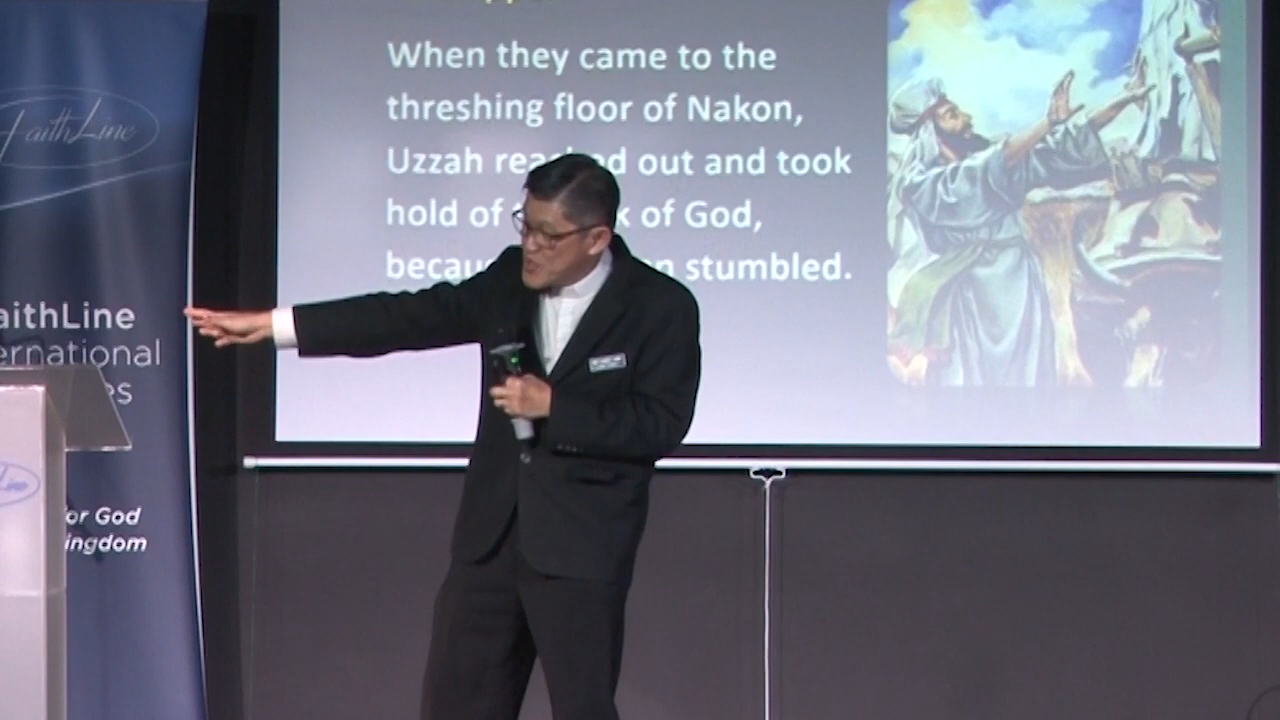 When they came to the
threshing floor of Nakon,
Uzzah rea d out and took
hold of k of God,
becau n stumbled.
FaithLine
aithLine
ernational
es
or God
ingdom